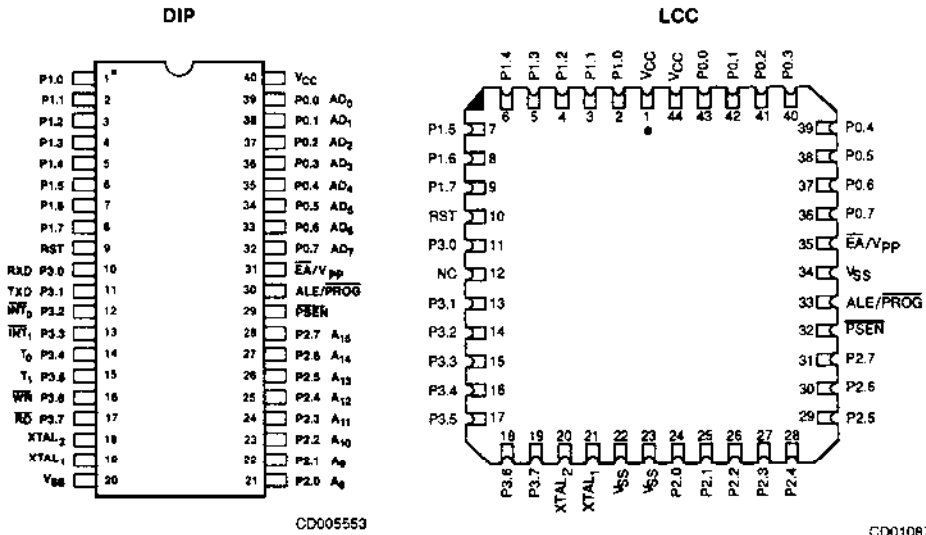 DIP
P1.0 1 40 VCC
P1.1 2 39 P0.0 AD0
P1.2 3 38 P0.1 AD1
P1.3 4 37 P0.2 AD2
P1.4 5 36 P0.3 AD3
P1.5 6 35 P0.4 AD4
P1.6 7 34 P0.5 AD5
P1.7 8 33 P0.6 AD6
RST 9 32 P0.7 AD7
RXD P3.0 10 31 EA/VPP
TXD P3.1 11 30 ALE/PROG
INT0 P3.2 12 29 PSEN
INT1 P3.3 13 28 P2.7 A15
T0 P3.4 14 27 P2.6 A14
T1 P3.5 15 26 P2.5 A13
WR P3.6 16 25 P2.4 A12
RD P3.7 17 24 P2.3 A11
XTAL2 18 23 P2.2 A10
XTAL1 19 22 P2.1 A9
VSS 20 21 P2.0 A8
CD005553
LCC
P1.4 P1.3 P1.2 P1.1 P1.0 VCC VCC P0.0 P0.1 P0.2 P0.3
6 5 4 3 2 1 44 43 42 41 40
P1.5 7 39 P0.4
P1.6 8 38 P0.5
P1.7 9 37 P0.6
RST 10 36 P0.7
P3.0 11 35 EA/VPP
NC 12 34 VSS
P3.1 13 33 ALE/PROG
P3.2 14 32 PSEN
P3.3 15 31 P2.7
P3.4 16 30 P2.6
P3.5 17 29 P2.5
18 19 20 21 22 23 24 25 26 27 28
P3.6 P3.7 XTAL2 XTAL1 VSS VSS P2.0 P2.1 P2.2 P2.3 P2.4